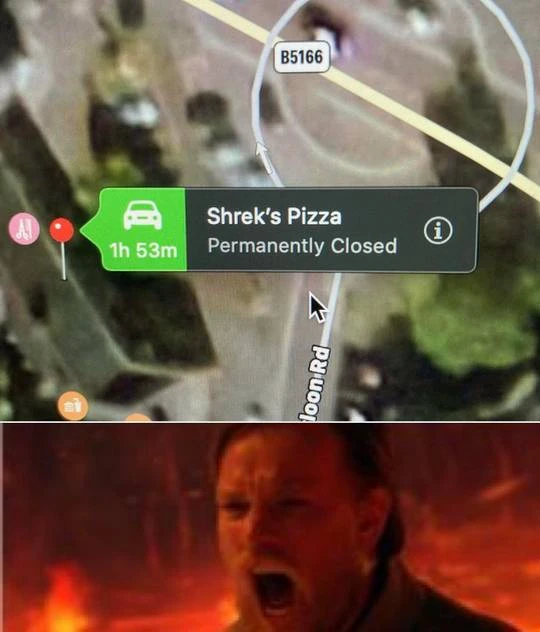 B5166
Shrek's Pizza
1h 53m
Permanently Closed
loon Rd